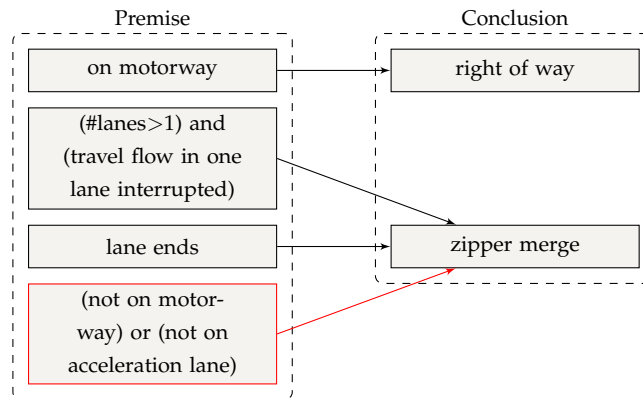 Premise
Conclusion
on motorway
right of way
(#lanes>1) and
(travel flow in one
lane interrupted)
lane ends
zipper merge
(not on motor-
way) or (not on
acceleration lane)